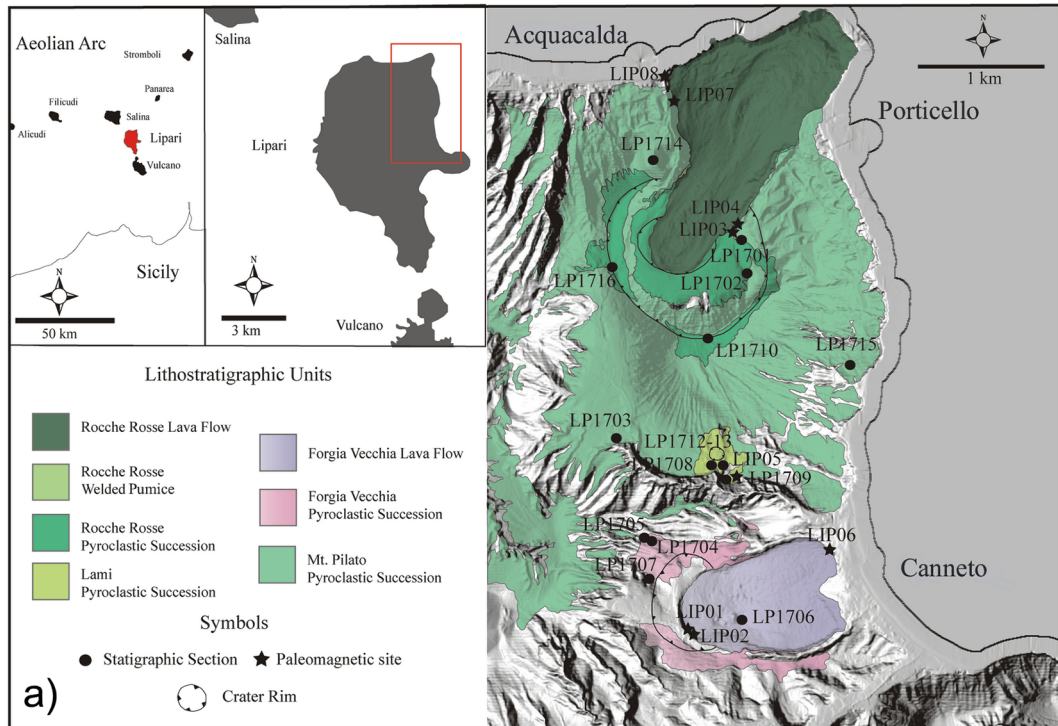 Aeolian Arc
Stromboli
Panarea
Filicudi
Salina
Alicudi
Lipari
Vulcano
N
Sicily
50 km
Salina
N
Lipari
N
3 km
Vulcano
Lithostratigraphic Units
Rocche Rosse Lava Flow
Rocche Rosse
Welded Pumice
Rocche Rosse
Pyroclastic Succession
Lami
Pyroclastic Succession
Forgia Vecchia Lava Flow
Forgia Vecchia
Pyroclastic Succession
Mt. Pilato
Pyroclastic Succession
Symbols
Statigraphic Section
Paleomagnetic site
Crater Rim
a)
Acquacalda
N
1 km
LIP08
LIP07
Porticello
LP1714
LIP04
LIP03
LP1701
LP1716
LP1702
LP1710
LP1715
LP1703
LP1712-13
LP1708
LIP05
LP1709
LP1705
LP1704
LIP06
LP1707
Canneto
LIP01
LP1706
LIP02